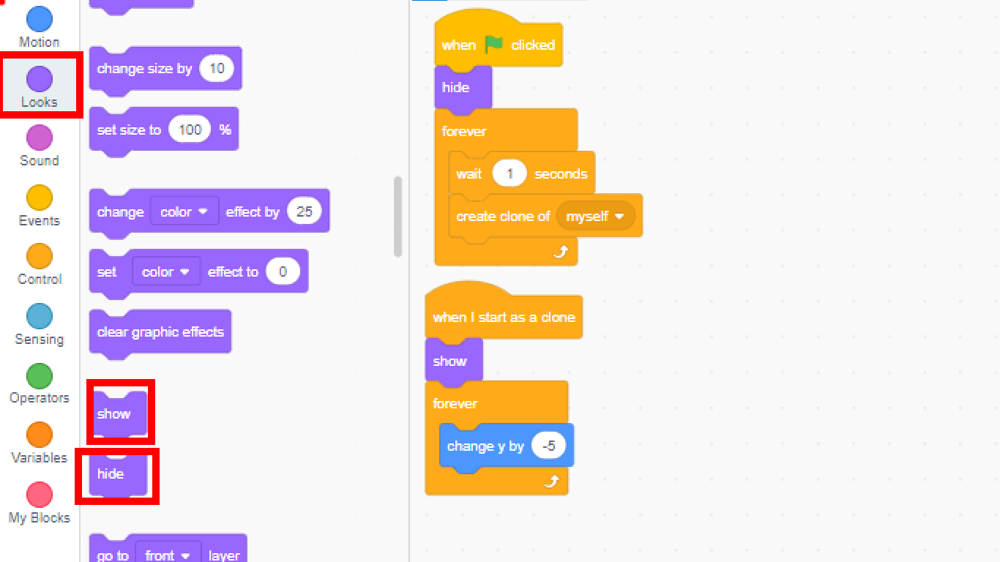 Motion
Looks
Sound
Events
Control
Sensing
Operators
Variables
My Blocks
change size by 10
set size to 100 %
change color effect by 25
set color effect to 0
clear graphic effects
show
hide
go to front layer
when clicked
hide
forever
wait 1 seconds
create clone of myself
when I start as a clone
show
forever
change y by -5